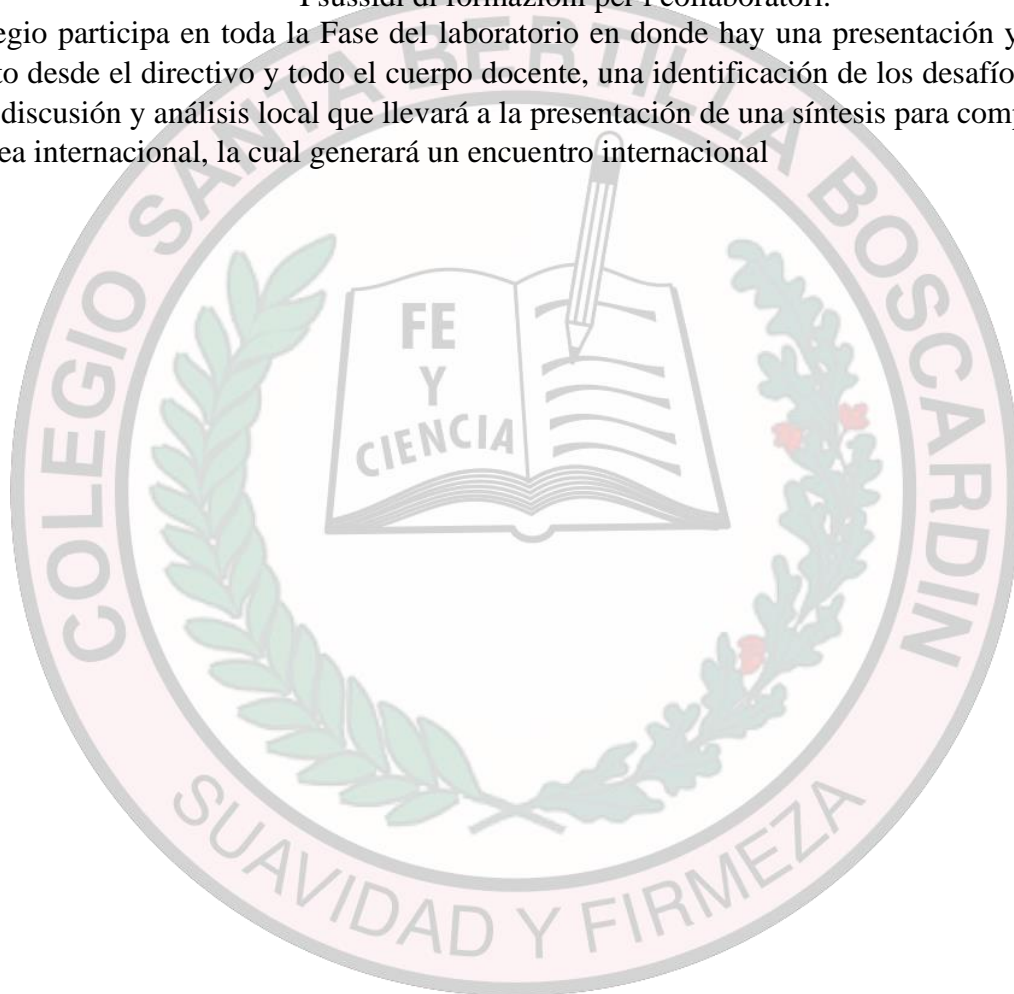 I sussidi di formazioni per i collaboratori.
egio participa en toda la Fase del laboratorio en donde hay una presentación y
to desde el directivo y todo el cuerpo docente, una identificación de los desafío
discusión y análisis local que llevará a la presentación de una síntesis para comp
ea internacional, la cual generará un encuentro internacional
COLEGIO SANTA BERTILLA BOSCARDIN
FE
Y
CIENCIA
SUAVIDAD Y FIRMEZA